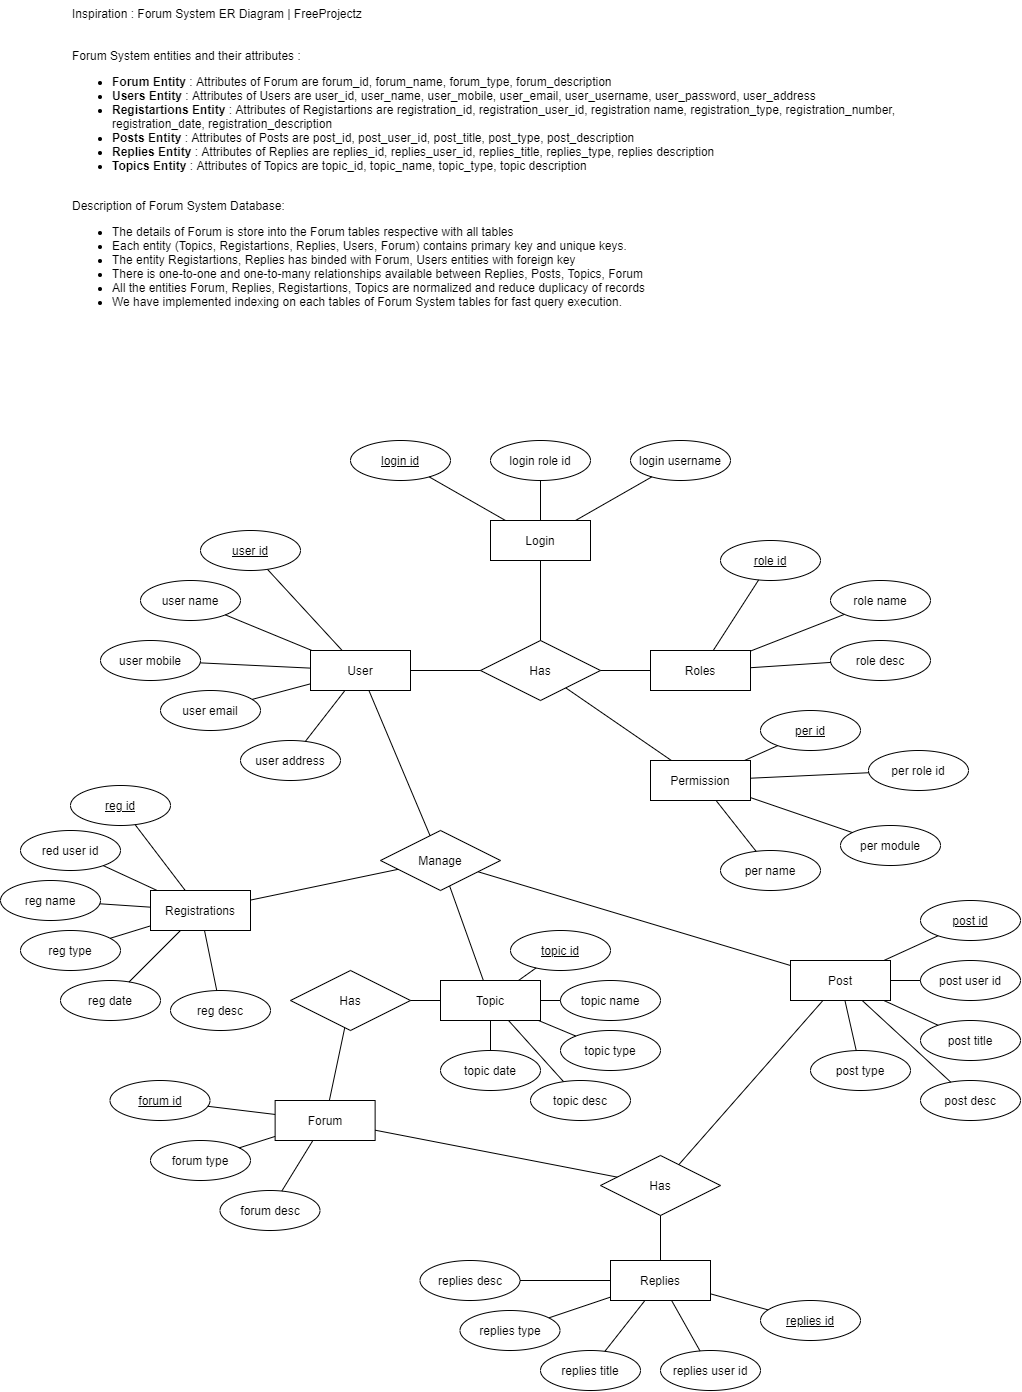 Inspiration : Forum System ER Diagram | FreeProjectz
Forum System entities and their attributes :
• Forum Entity : Attributes of Forum are forum_id, forum_name, forum_type, forum_description
• Users Entity : Attributes of Users are user_id, user_name, user_mobile, user_email, user_username, user_password, user_address
• Registartions Entity : Attributes of Registartions are registration_id, registration_user_id, registration name, registration_type, registration_number,
registration_date, registration_description
• Posts Entity : Attributes of Posts are post_id, post_user_id, post_title, post_type, post_description
• Replies Entity : Attributes of Replies are replies_id, replies_user_id, replies_title, replies_type, replies description
• Topics Entity : Attributes of Topics are topic_id, topic_name, topic_type, topic description
Description of Forum System Database:
• The details of Forum is store into the Forum tables respective with all tables
• Each entity (Topics, Registartions, Replies, Users, Forum) contains primary key and unique keys.
• The entity Registartions, Replies has binded with Forum, Users entities with foreign key
• There is one-to-one and one-to-many relationships available between Replies, Posts, Topics, Forum
• All the entities Forum, Replies, Registartions, Topics are normalized and reduce duplicacy of records
• We have implemented indexing on each tables of Forum System tables for fast query execution.
login id
login role id
login username
Login
user id
role id
user name
role name
user mobile
User
Has
Roles
role desc
user email
per id
user address
Permission
per role id
reg id
per module
red user id
Manage
per name
reg name
Registrations
post id
reg type
topic id
Post
post user id
reg date
reg desc
Has
Topic
topic name
post title
topic type
topic date
post type
forum id
topic desc
post desc
Forum
forum type
Has
forum desc
replies desc
Replies
replies id
replies type
replies title
replies user id